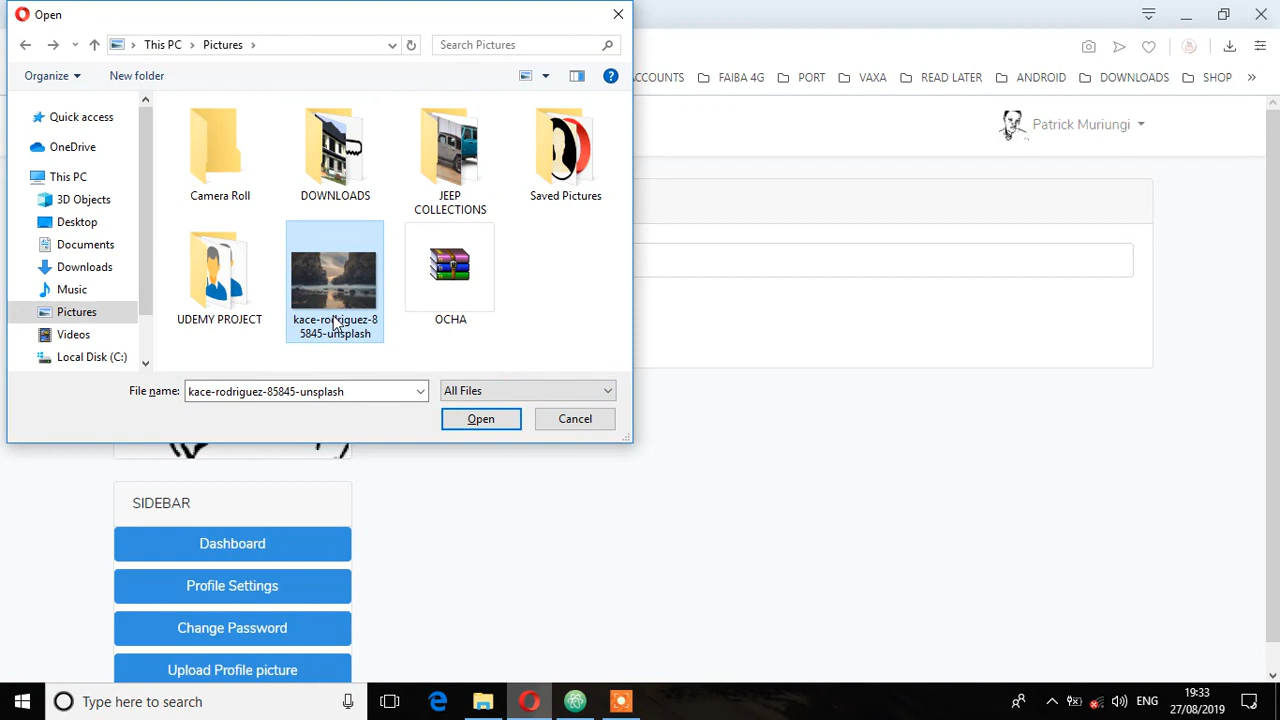 Open
This PC
Pictures
Search Pictures
Organize
New folder
Quick access
OneDrive
This PC
3D Objects
Desktop
Documents
Downloads
Music
Pictures
Videos
Local Disk (C:)
Camera Roll
DOWNLOADS
JEEP
COLLECTIONS
Saved Pictures
UDEMY PROJECT
kace-rodriguez-8
5845-unsplash
OCHA
File name:
kace-rodriguez-85845-unsplash
All Files
Open
Cancel
CCOUNTS
FAIBA 4G
PORT
VAXA
READ LATER
ANDROID
DOWNLOADS
SHOP
Patrick Muriungi
SIDEBAR
Dashboard
Profile Settings
Change Password
Upload Profile picture
Type here to search
ENG
19:33
27/08/2019